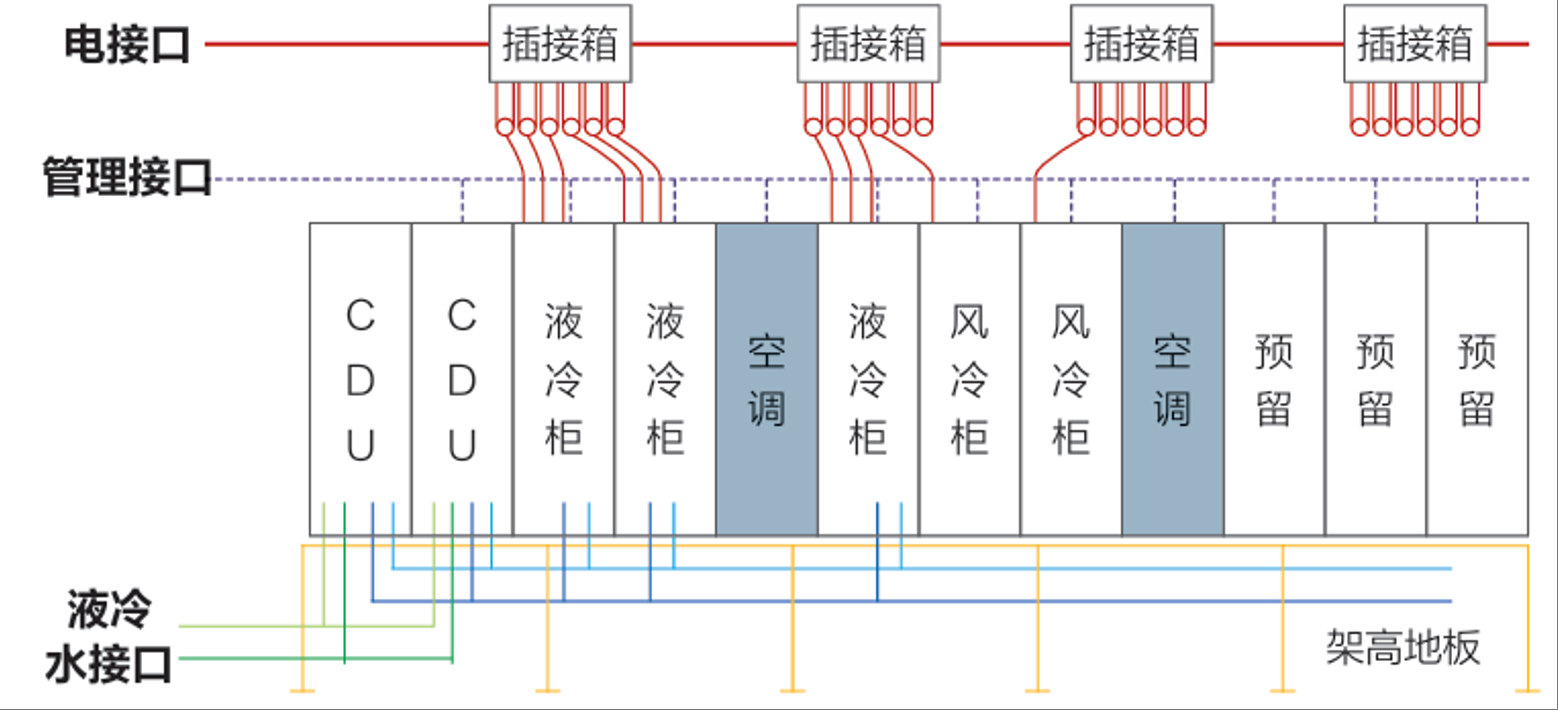 电接口
插接箱
插接箱
插接箱
插接箱
管理接口
CDU
CDU
液冷柜
液冷柜
空调
液冷柜
风冷柜
风冷柜
空调
预留
预留
预留
液冷
水接口
架高地板